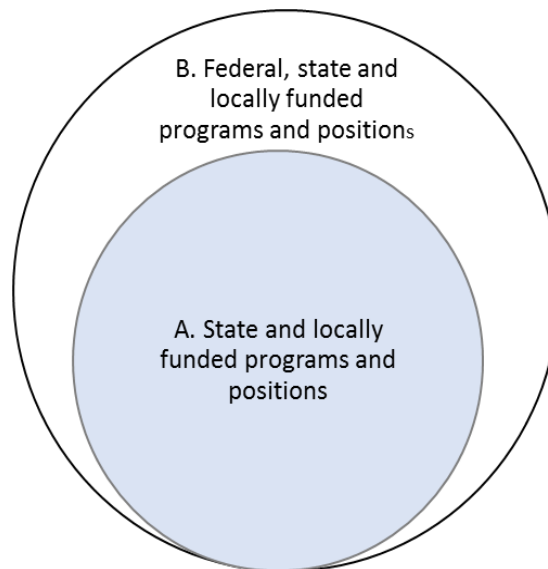 B. Federal, state and
locally funded
programs and positions
A. State and locally
funded programs and
positions